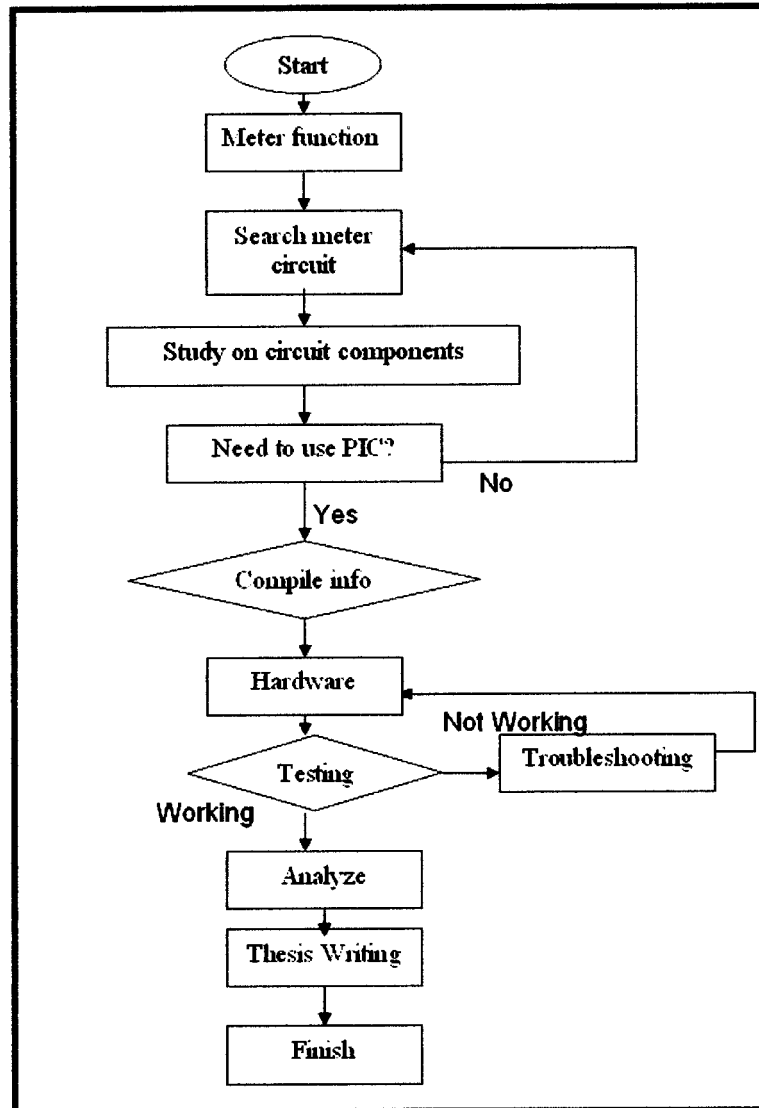 Start
Meter function
Search meter
circuit
Study on circuit components
Need to use PIC?
No
Yes
Compile info
Hardware
Not Working
Testing
Troubleshooting
Working
Analyze
Thesis Writing
Finish